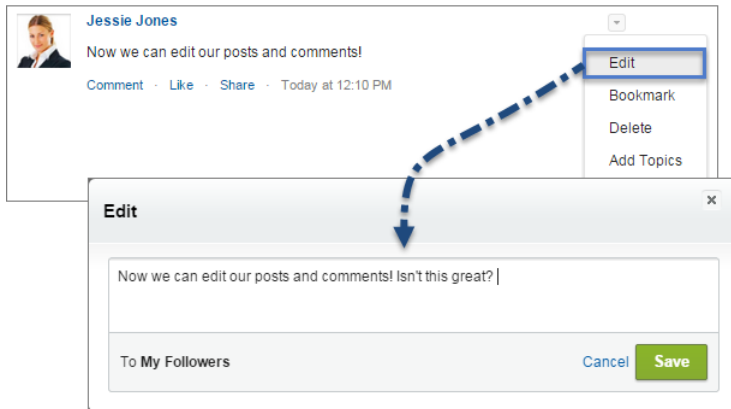 Jessie Jones
Now we can edit our posts and comments!
Comment · Like · Share · Today at 12:10 PM
Edit
Bookmark
Delete
Add Topics
Edit
Now we can edit our posts and comments! Isn't this great?
To My Followers
Cancel Save